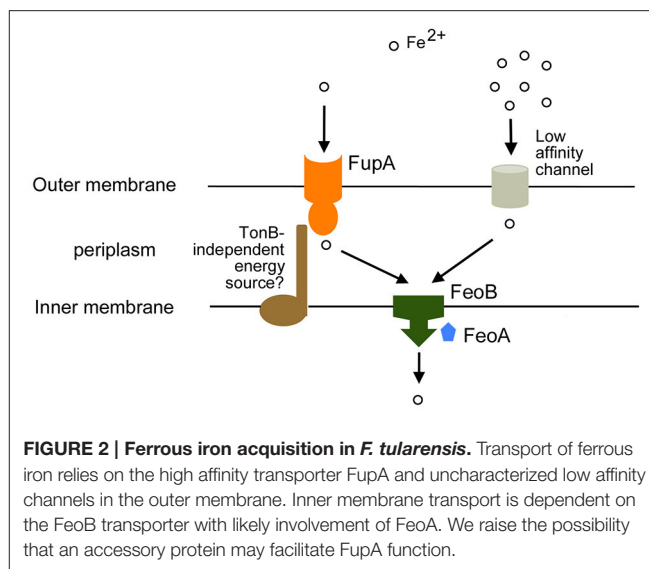 Fe2+
Low
affinity
channel
FupA
Outer membrane
TonB-
independent
energy
source?
periplasm
FeoB
Inner membrane
FeoA
FIGURE 2 | Ferrous iron acquisition in F. tularensis. Transport of ferrous
iron relies on the high affinity transporter FupA and uncharacterized low affinity
channels in the outer membrane. Inner membrane transport is dependent on
the FeoB transporter with likely involvement of FeoA. We raise the possibility
that an accessory protein may facilitate FupA function.